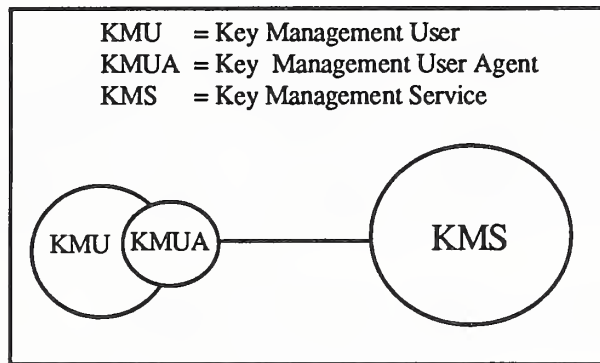 KMU = Key Management User
KMUA = Key Management User Agent
KMS = Key Management Service
KMU KMUA KMS